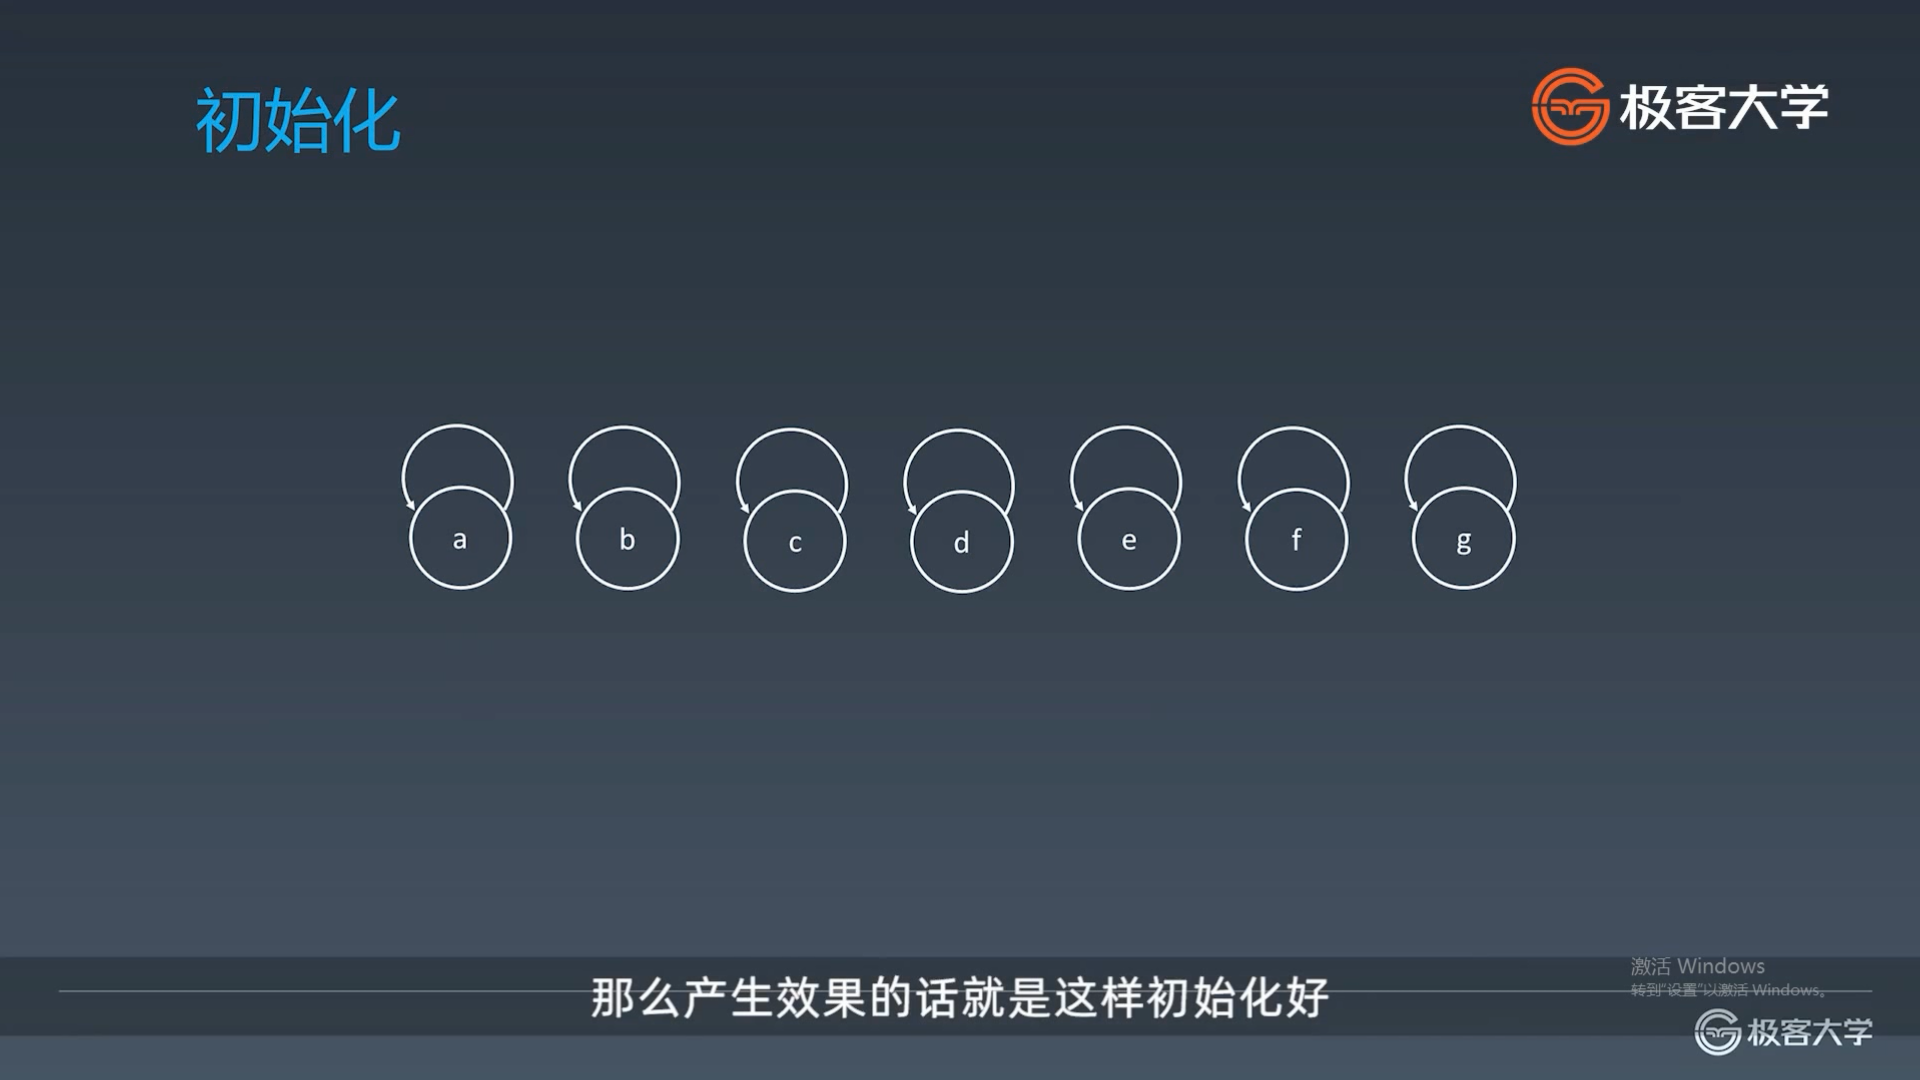 初始化
极客大学
a b c d e f g
那么产生效果的话就是这样初始化好
激活 Windows
转到“设置”以激活 Windows。
极客大学